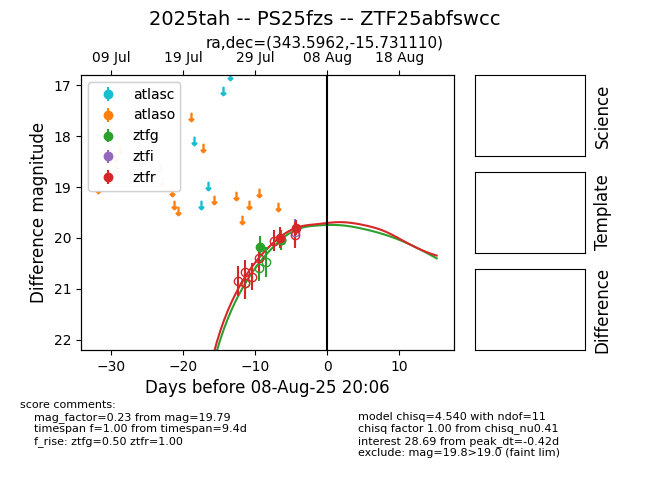 2025tah -- PS25fzs -- ZTF25abfswcc
ra,dec=(343.5962,-15.731110)
09 Jul 19 Jul 29 Jul 08 Aug 18 Aug
atlasc
atlaso
ztfg
ztfi
ztfr
17
18
19
20
21
22
Difference magnitude
−30 −20 −10 0 10
Days before 08-Aug-25 20:06
Science
Template
Difference
score comments:
mag_factor=0.23 from mag=19.79
timespan f=1.00 from timespan=9.4d
f_rise: ztfg=0.50 ztfr=1.00
model chisq=4.540 with ndof=11
chisq factor 1.00 from chisq_nu0.41
interest 28.69 from peak_dt=-0.42d
exclude: mag=19.8>19.0 (faint lim)